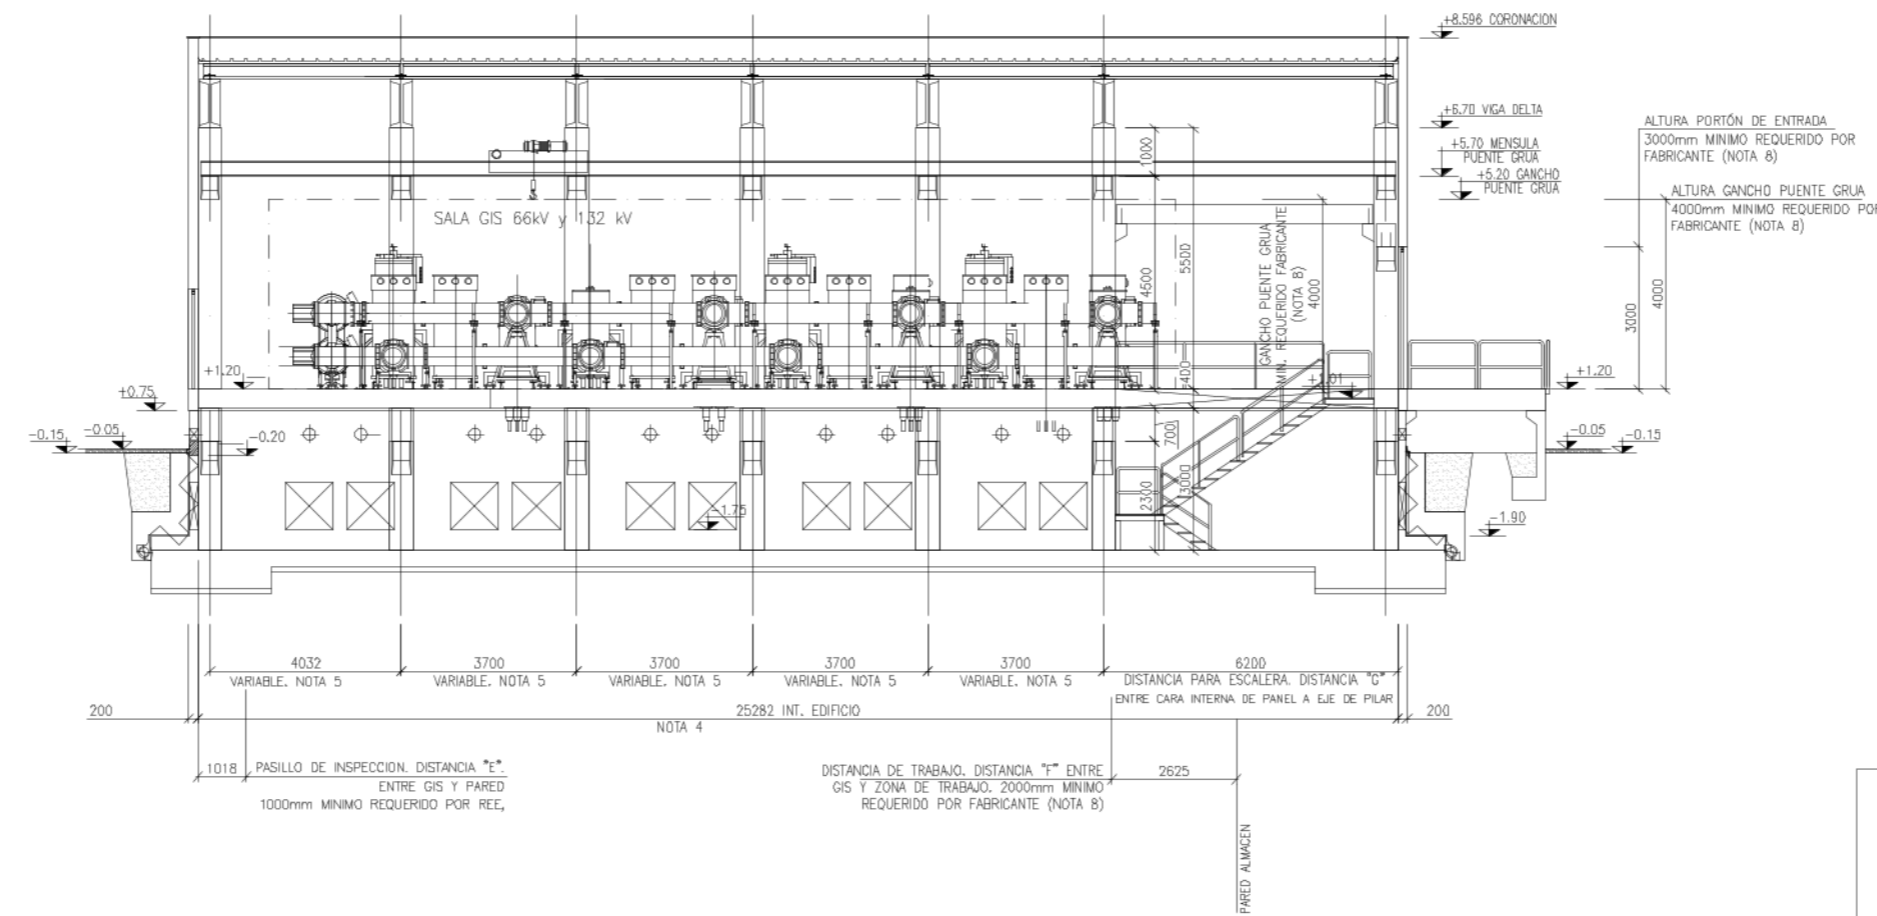 +8.596 CORONACION
+6.70 VIGA DELTA
ALTURA PORTÓN DE ENTRADA
3000mm MINIMO REQUERIDO POR
FABRICANTE (NOTA 8)
+5.70 MENSULA
PUENTE GRUA
+5.20 GANCHO
PUENTE GRUA
ALTURA GANCHO PUENTE GRUA
4000mm MINIMO REQUERIDO POR
FABRICANTE (NOTA 8)
SALA GIS 66kV y 132 kV
1000
4500
5500
GANCHO PUENTE GRUA
MIN. REQUERIDO FABRICANTE
(NOTA 8)
4000
3000
4000
+1.20
+0.75
-0.15
-0.05
-0.20
400
+1.01
+1.20
-0.05
-0.15
700
2300
3000
-1.75
-1.90
4032
VARIABLE. NOTA 5
3700
VARIABLE. NOTA 5
3700
VARIABLE. NOTA 5
3700
VARIABLE. NOTA 5
3700
VARIABLE. NOTA 5
6200
DISTANCIA PARA ESCALERA. DISTANCIA "G"
ENTRE CARA INTERNA DE PANEL A EJE DE PILAR
200
25282 INT. EDIFICIO
NOTA 4
200
1018
PASILLO DE INSPECCION. DISTANCIA "E".
ENTRE GIS Y PARED
1000mm MINIMO REQUERIDO POR REE,
DISTANCIA DE TRABAJO. DISTANCIA "F" ENTRE
GIS Y ZONA DE TRABAJO. 2000mm MINIMO
REQUERIDO POR FABRICANTE (NOTA 8)
2625
PARED ALMACEN